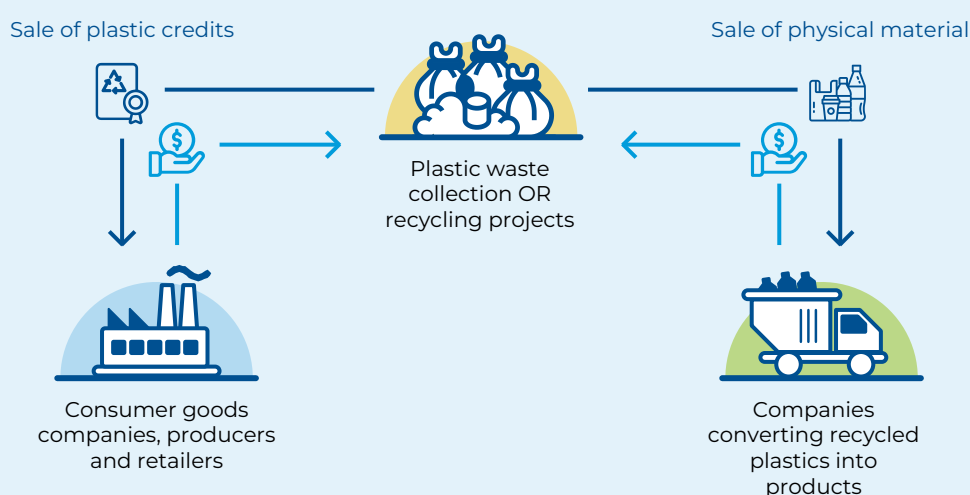 Sale of plastic credits
Sale of physical material
$
$
Plastic waste
collection OR
recycling projects
Consumer goods
companies, producers
and retailers
Companies
converting recycled
plastics into
products